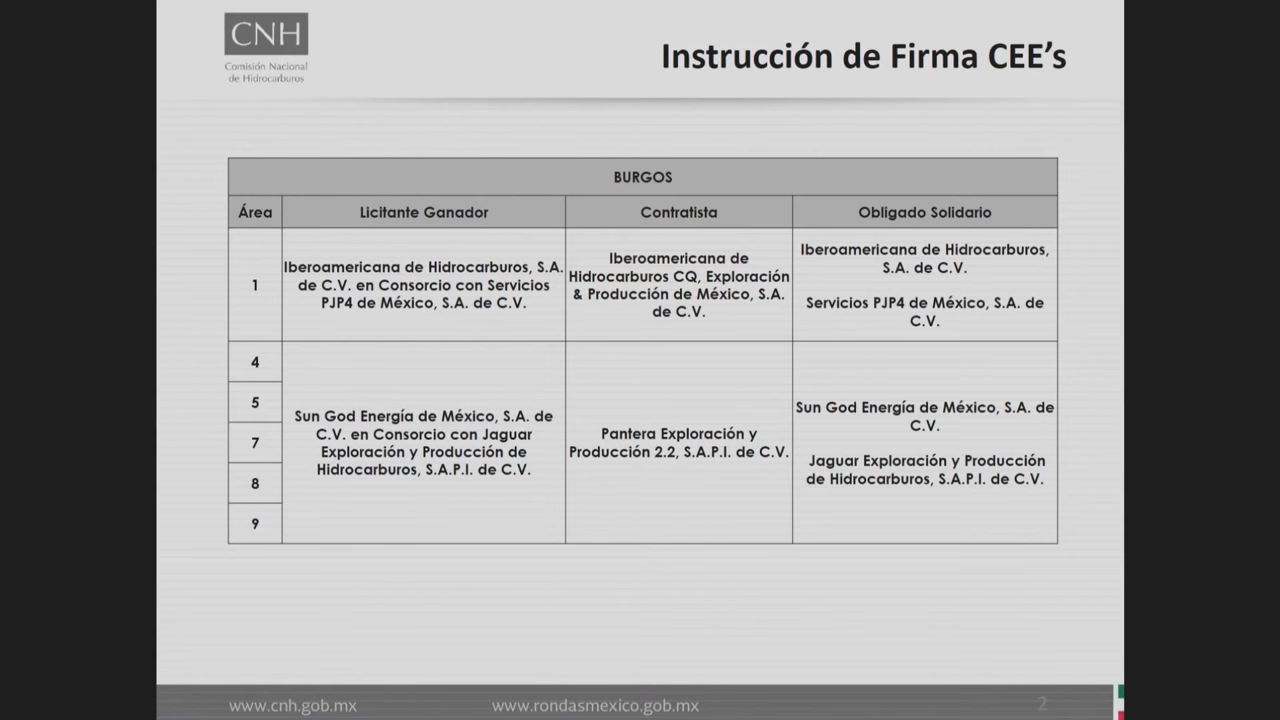 CNH
Comisión Nacional
de Hidrocarburos
Instrucción de Firma CEE’s
BURGOS
Área
Licitante Ganador
Contratista
Obligado Solidario
1
Iberoamericana de Hidrocarburos, S.A.
de C.V. en Consorcio con Servicios
PJP4 de México, S.A. de C.V.
Iberoamericana de
Hidrocarburos CQ, Exploración
& Producción de México, S.A.
de C.V.
Iberoamericana de Hidrocarburos,
S.A. de C.V.
Servicios PJP4 de México, S.A. de
C.V.
4
5
7
8
9
Sun God Energía de México, S.A. de
C.V. en Consorcio con Jaguar
Exploración y Producción de
Hidrocarburos, S.A.P.I. de C.V.
Pantera Exploración y
Producción 2.2, S.A.P.I. de C.V.
Sun God Energía de México, S.A. de
C.V.
Jaguar Exploración y Producción
de Hidrocarburos, S.A.P.I. de C.V.
www.cnh.gob.mx
www.rondasmexico.gob.mx
2